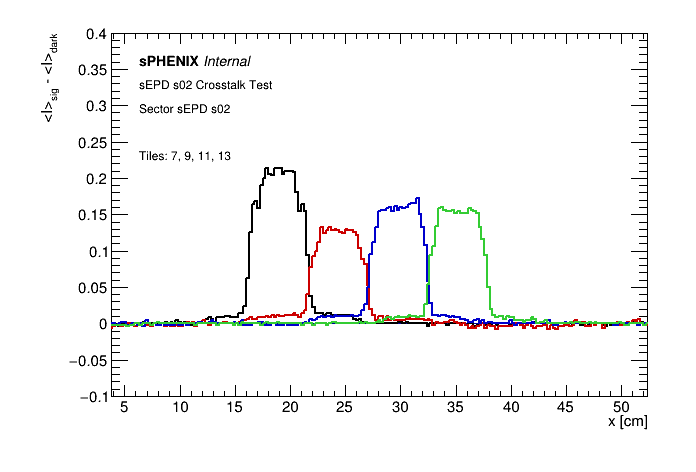 <I>sig - <I>dark
0.4
0.35
0.3
0.25
0.2
0.15
0.1
0.05
0
−0.05
−0.1
sPHENIX Internal
sEPD s02 Crosstalk Test
Sector sEPD s02
Tiles: 7, 9, 11, 13
5 10 15 20 25 30 35 40 45 50
x [cm]